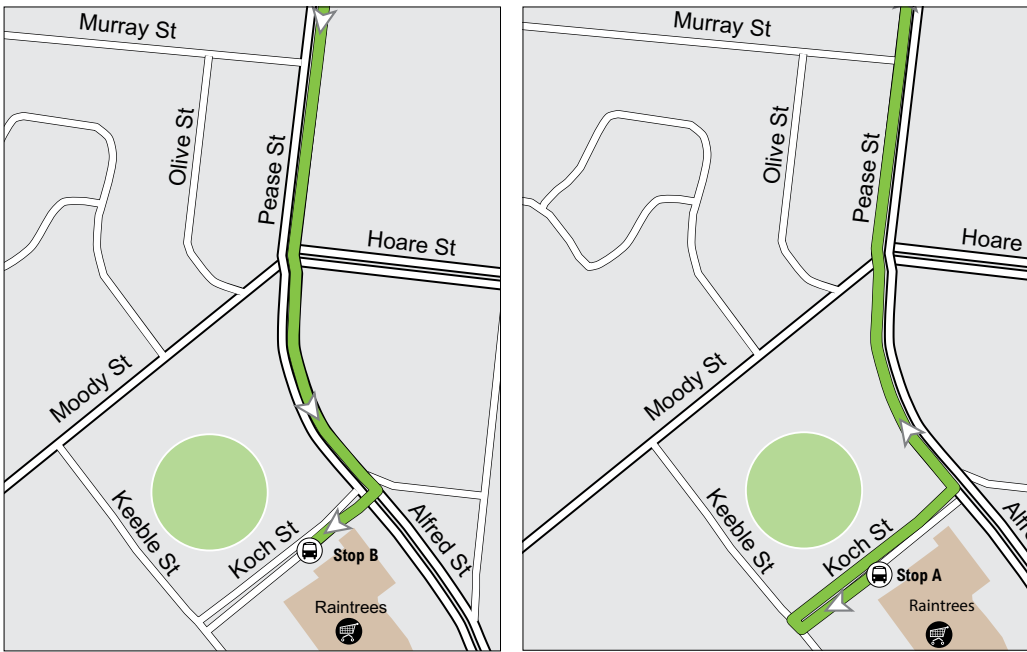 Murray St
Olive St
Pease St
Hoare St
Moody St
Keeble St
Koch St
Stop B
Alfred St
Raintrees
Murray St
Olive St
Pease St
Hoare
Moody St
Keeble St
Koch St
Stop A
Alfre
Raintrees